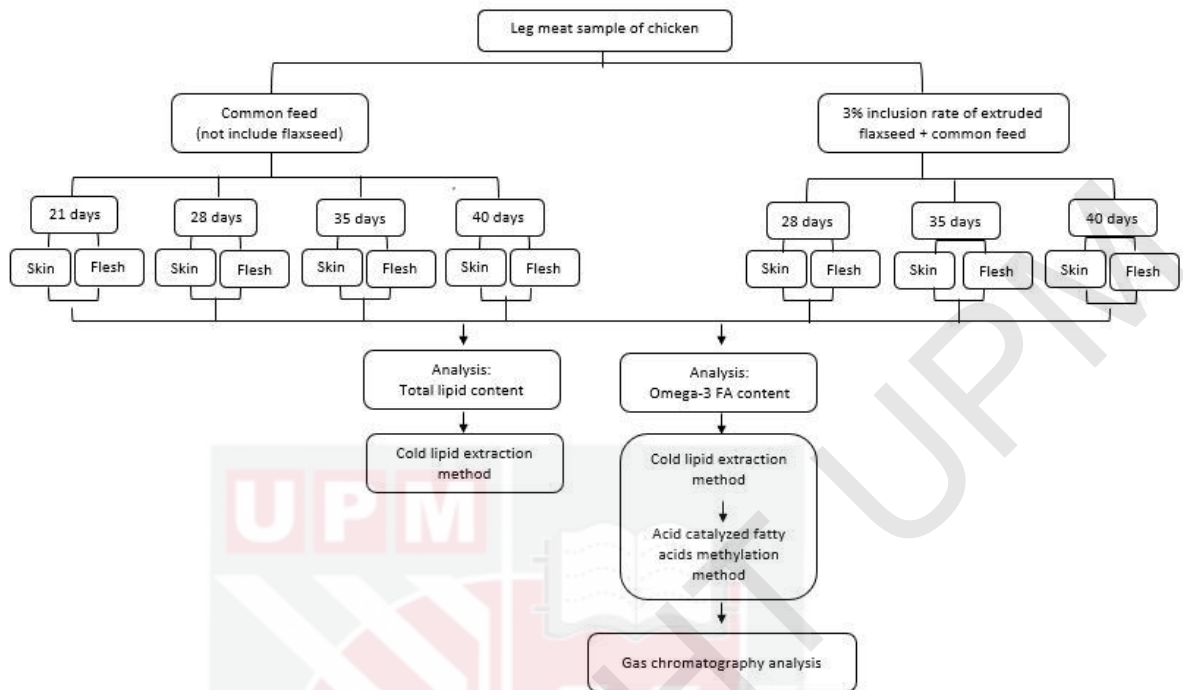 Leg meat sample of chicken
Common feed
(not include flaxseed)
3% inclusion rate of extruded
flaxseed + common feed
21 days
28 days
35 days
40 days
28 days
35 days
40 days
Skin
Flesh
Skin
Flesh
Skin
Flesh
Skin
Flesh
Skin
Flesh
Skin
Flesh
Skin
Flesh
Analysis:
Total lipid content
Analysis:
Omega-3 FA content
Cold lipid extraction
method
Cold lipid extraction
method
Acid catalyzed fatty
acids methylation
method
Gas chromatography analysis
UPM
HT UPM